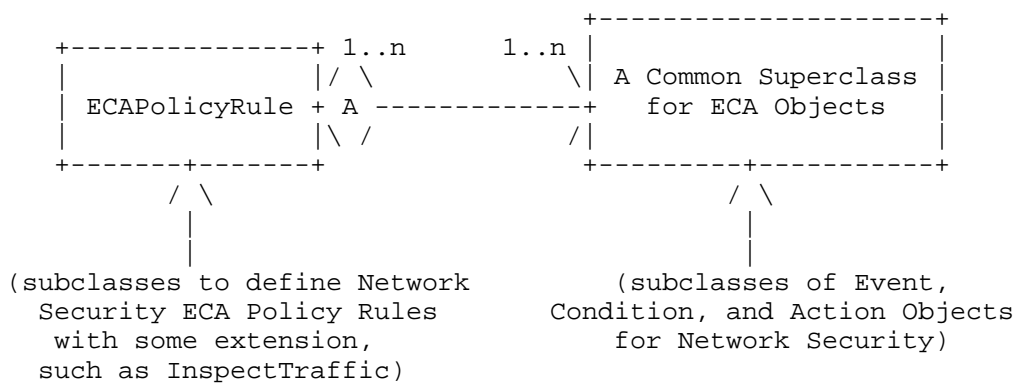 1..n 1..n
A Common Superclass
ECAPolicyRule A for ECA Objects
(subclasses to define Network (subclasses of Event,
Security ECA Policy Rules Condition, and Action Objects
with some extension, for Network Security)
such as InspectTraffic)